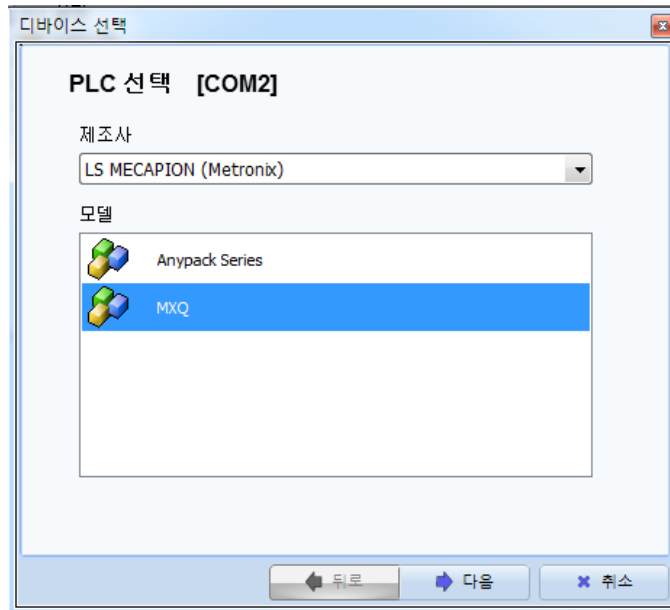 디바이스 선택
PLC 선택 [COM2]
제조사
LS MECAPION (Metronix)
모델
Anypack Series
MXQ
뒤로 다음 취소